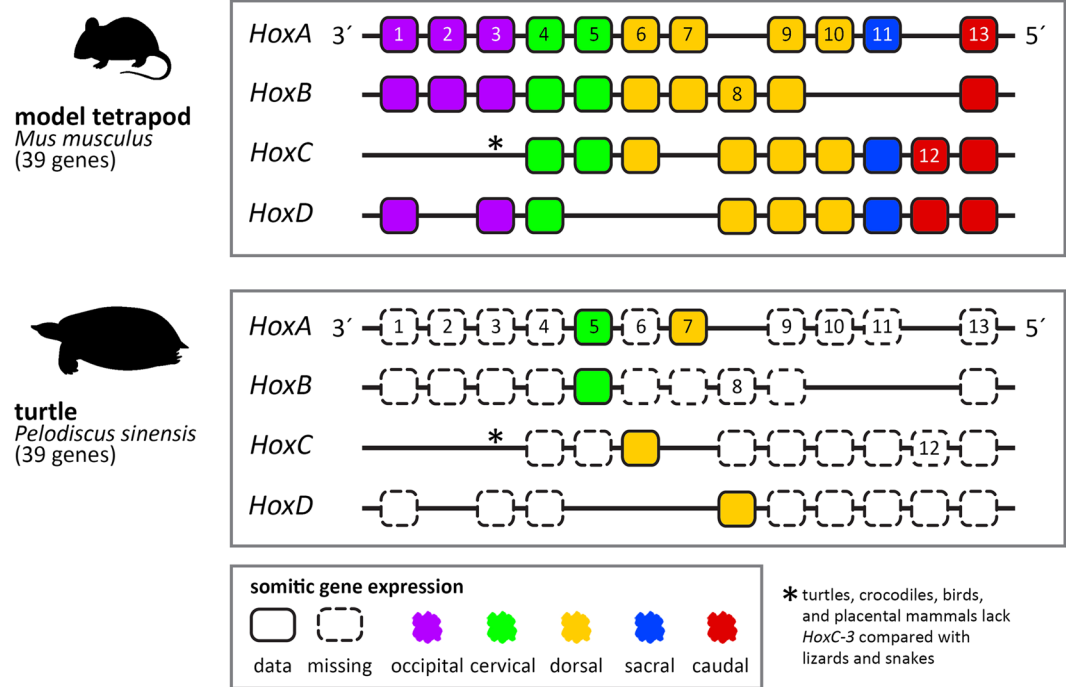 HoxA 3´ 1 2 3 4 5 6 7 9 10 11 13 5´
HoxB 8
model tetrapod
Mus musculus
(39 genes)
HoxC * 12
HoxD
HoxA 3´ 1 2 3 4 5 6 7 9 10 11 13 5´
HoxB 8
turtle
Pelodiscus sinensis
(39 genes)
HoxC * 12
HoxD
somitic gene expression
data missing occipital cervical dorsal sacral caudal
* turtles, crocodiles, birds,
and placental mammals lack
HoxC-3 compared with
lizards and snakes